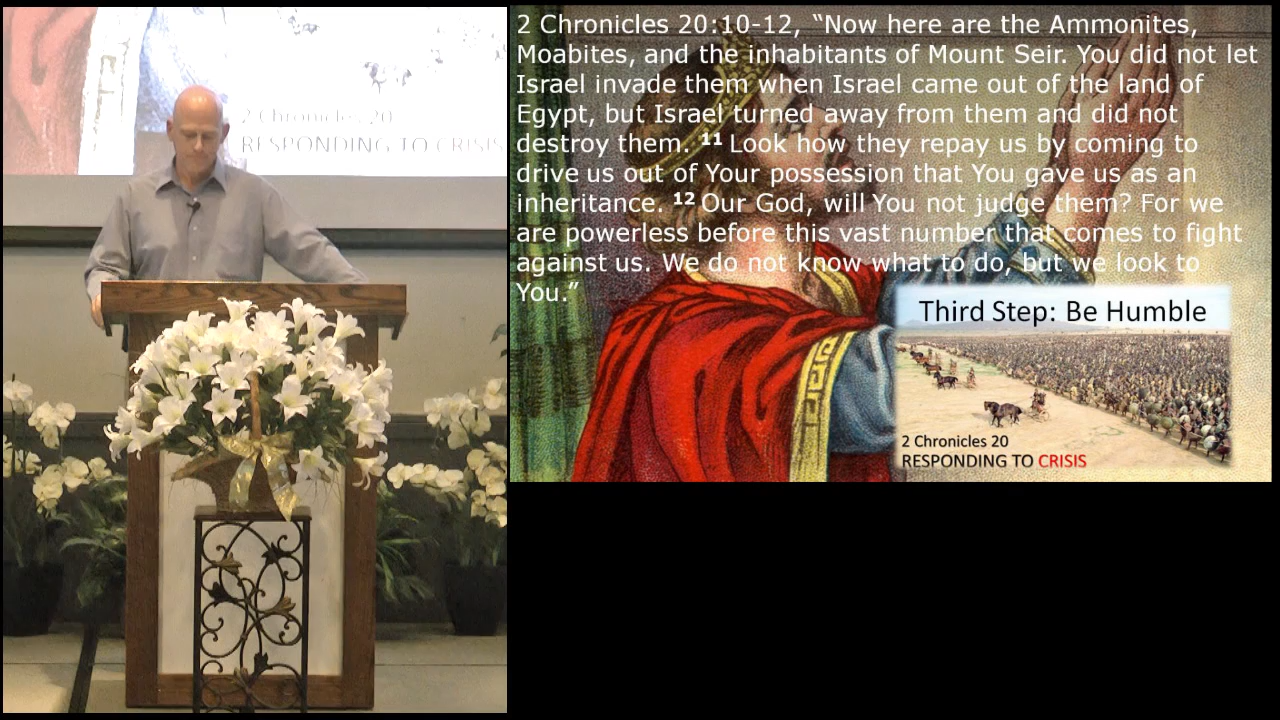 2 Chronicles 20
RESPONDING TO CRISIS
2 Chronicles 20:10-12, “Now here are the Ammonites,
Moabites, and the inhabitants of Mount Seir. You did not let
Israel invade them when Israel came out of the land of
Egypt, but Israel turned away from them and did not
destroy them. 11 Look how they repay us by coming to
drive us out of Your possession that You gave us as an
inheritance. 12 Our God, will You not judge them? For we
are powerless before this vast number that comes to fight
against us. We do not know what to do, but we look to
You.”
Third Step: Be Humble
2 Chronicles 20
RESPONDING TO CRISIS